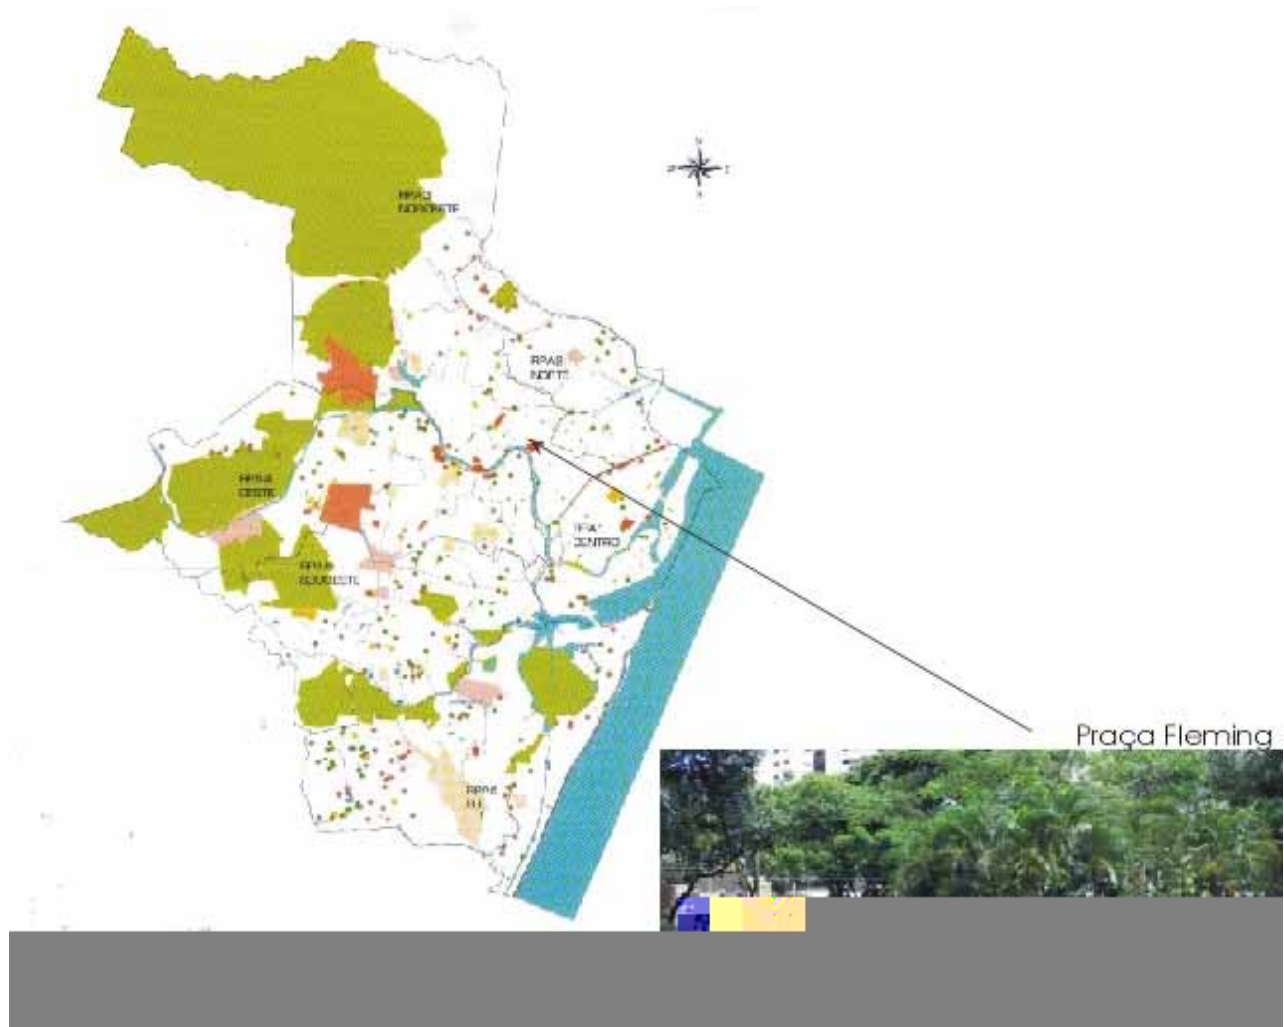 N
RPA3
NOROESTE
RPA2
NORTE
RPA4
OESTE
RPA1
CENTRO
RPA5
SUDOESTE
Praça Fleming
RPA6
SUL